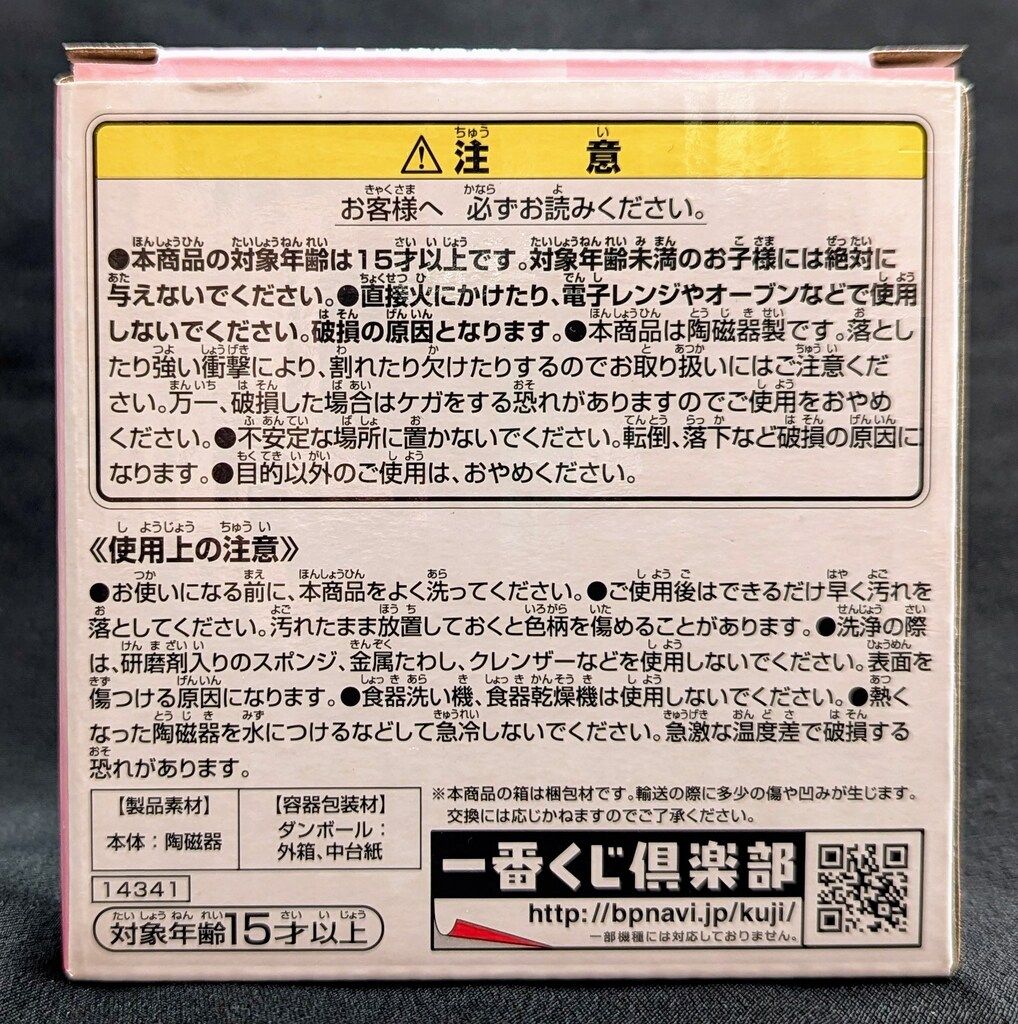 ⚠注　意
お客様へ　必ずお読みください。
●本商品の対象年齢は15才以上です。対象年齢未満のお子様には絶対に
与えないでください。●直接火にかけたり、電子レンジやオーブンなどで使用
しないでください。破損の原因となります。●本商品は陶磁器製です。落とし
たり強い衝撃により、割れたり欠けたりするのでお取り扱いにはご注意くだ
さい。万一、破損した場合はケガをする恐れがありますのでご使用をおやめ
ください。●不安定な場所に置かないでください。転倒、落下など破損の原因に
なります。●目的以外のご使用は、おやめください。
《使用上の注意》
●お使いになる前に、本商品をよく洗ってください。●ご使用後はできるだけ早く汚れを
落としてください。汚れたまま放置しておくと色柄を傷めることがあります。●洗浄の際
は、研磨剤入りのスポンジ、金属たわし、クレンザーなどを使用しないでください。表面を
傷つける原因になります。●食器洗い機、食器乾燥機は使用しないでください。●熱く
なった陶磁器を水につけるなどして急冷しないでください。急激な温度差で破損する
恐れがあります。
【製品素材】
本体：陶磁器
【容器包装材】
ダンボール：
外箱、中台紙
※本商品の箱は梱包材です。輸送の際に多少の傷や凹みが生じます。
交換には応じかねますのでご了承ください。
14341
対象年齢15才以上
一番くじ倶楽部
http://bpnavi.jp/kuji/
一部機種には対応しておりません。